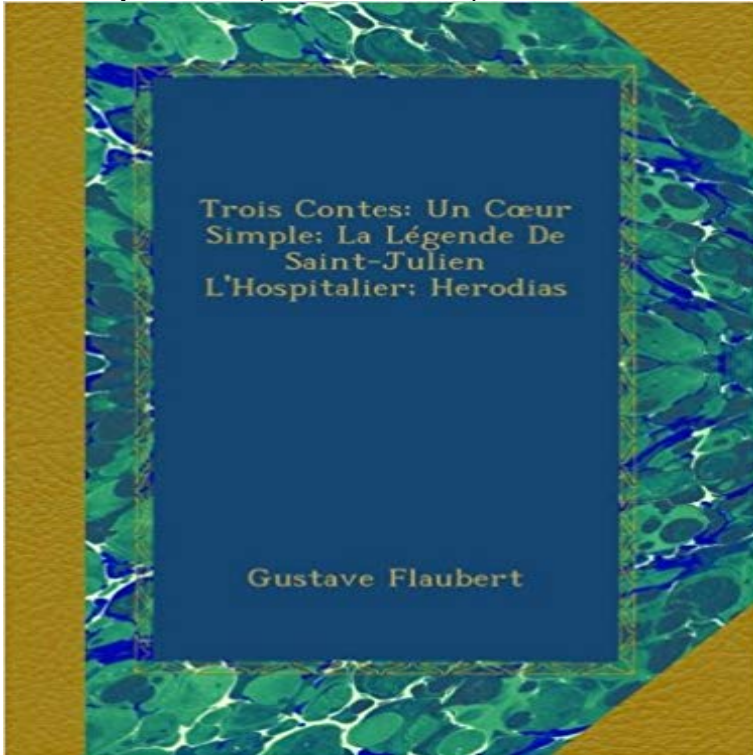 Trois Contes: Un Cœur
Simple; La Légende De
Saint-Julien
L'Hospitalier; Herodias
Gustave Flaubert